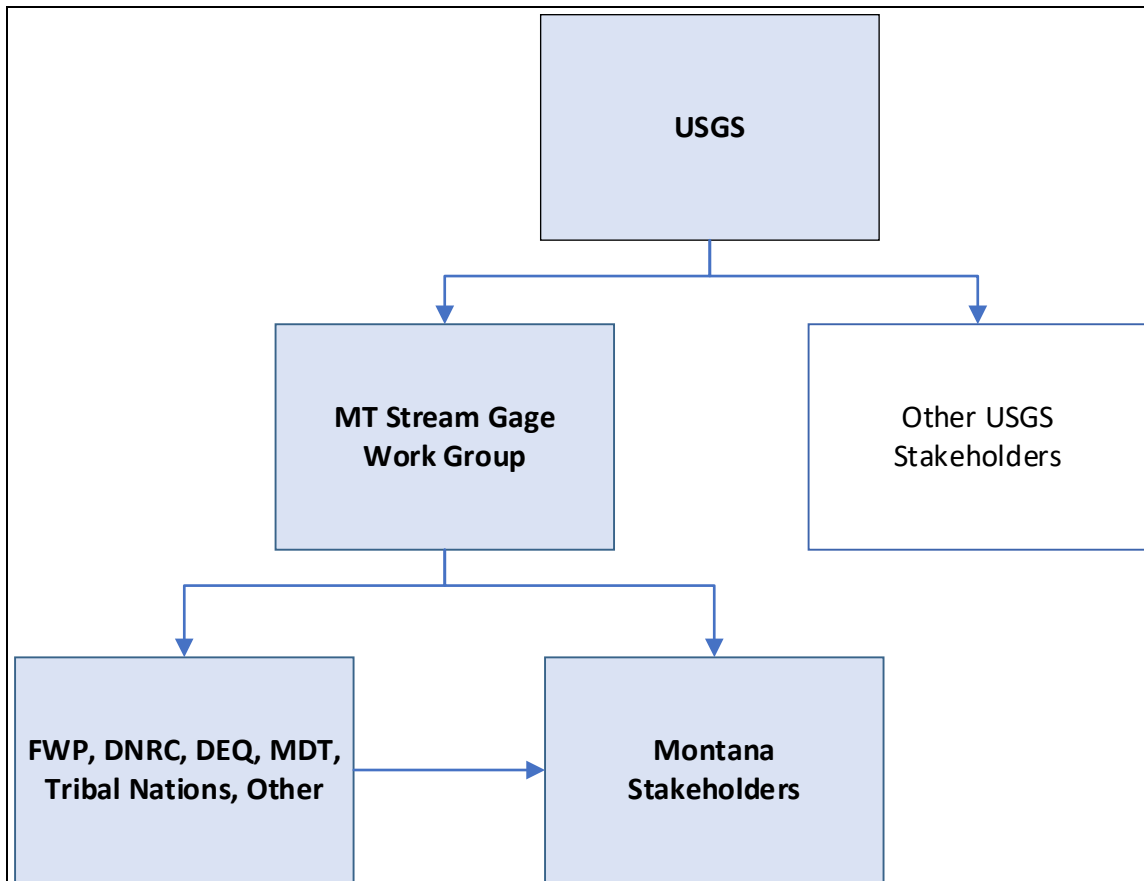 USGS
MT Stream Gage
Work Group
Other USGS
Stakeholders
FWP, DNRC, DEQ, MDT,
Tribal Nations, Other
Montana
Stakeholders